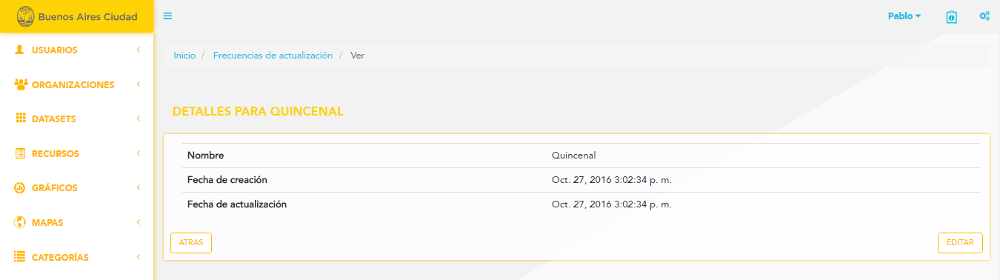 Buenos Aires Ciudad
Pablo
USUARIOS
ORGANIZACIONES
DATASETS
RECURSOS
GRÁFICOS
MAPAS
CATEGORÍAS
Inicio / Frecuencias de actualización / Ver
DETALLES PARA QUINCENAL
Nombre Quincenal
Fecha de creación Oct. 27, 2016 3:02:34 p. m.
Fecha de actualización Oct. 27, 2016 3:02:34 p. m.
ATRAS EDITAR